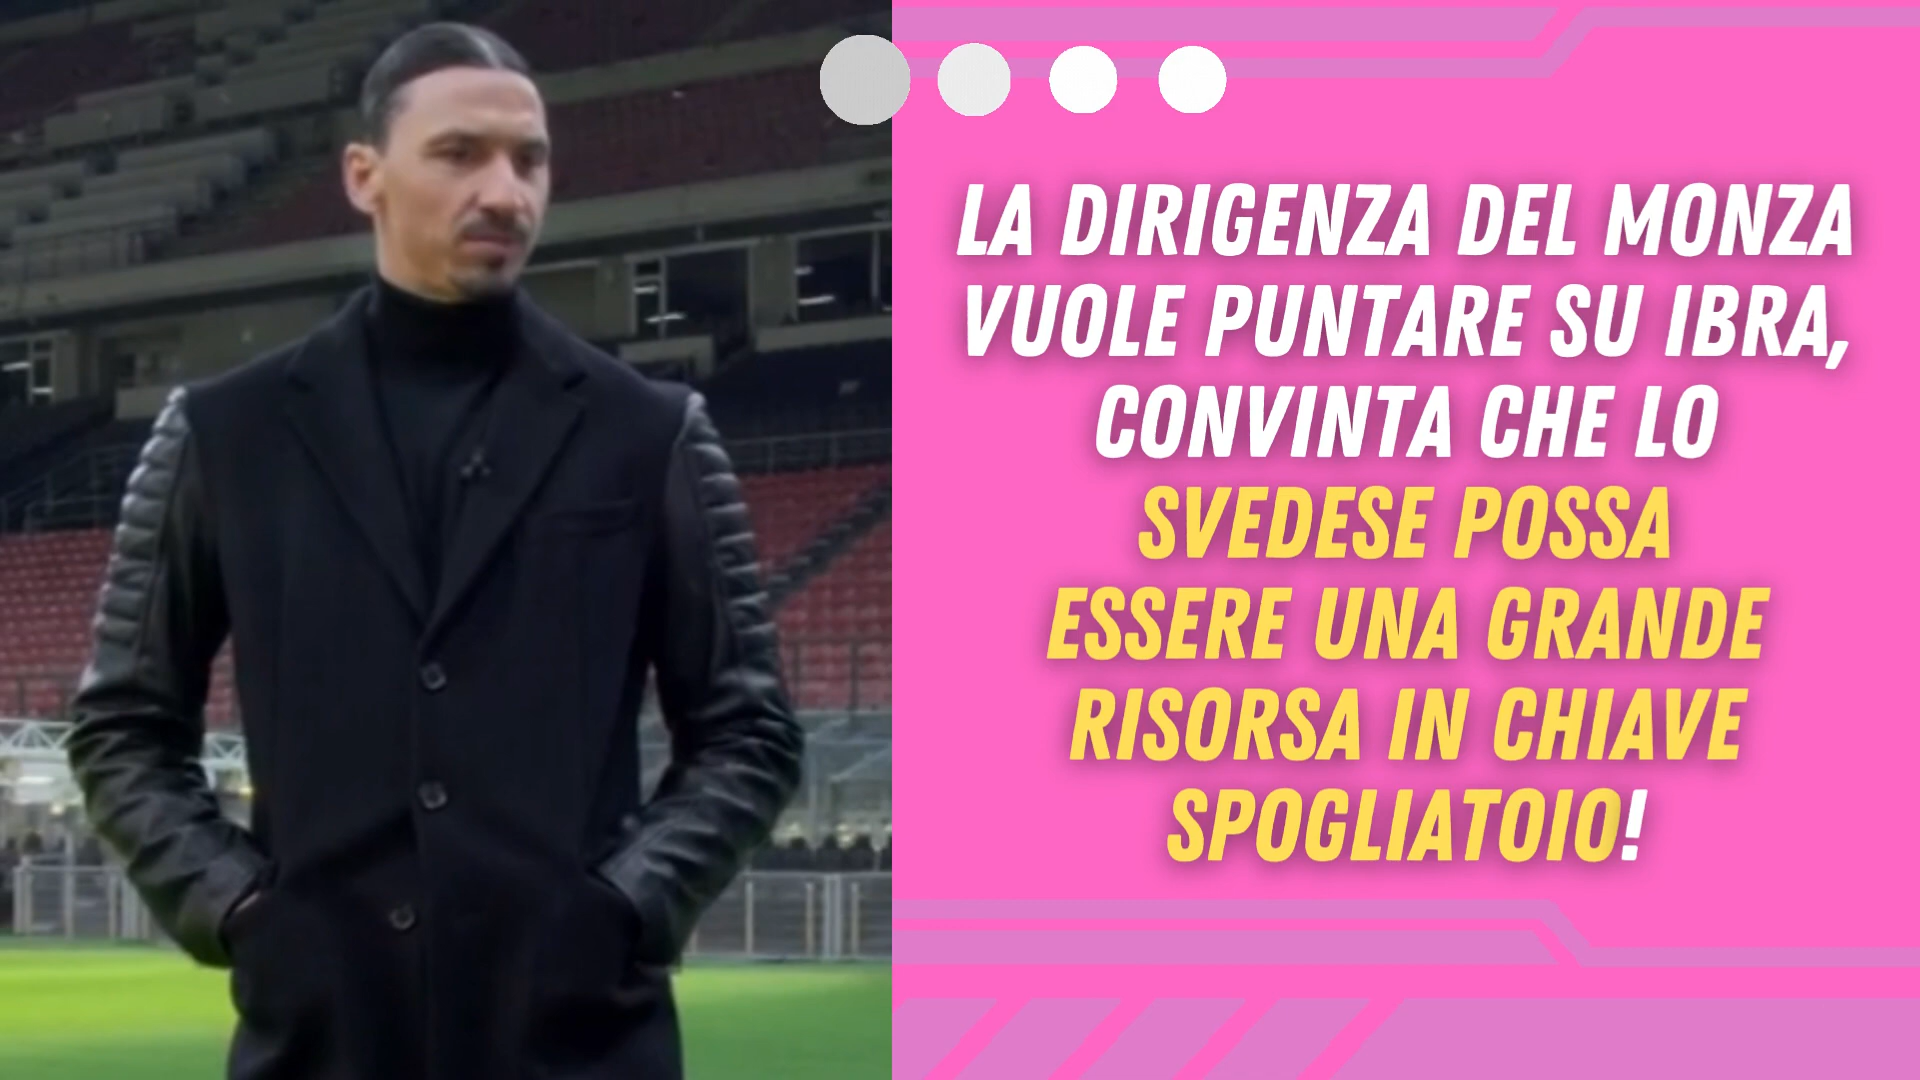 LA DIRIGENZA DEL MONZA
VUOLE PUNTARE SU IBRA,
CONVINTA CHE LO
SVEDESE POSSA
ESSERE UNA GRANDE
RISORSA IN CHIAVE
SPOGLIATOIO!